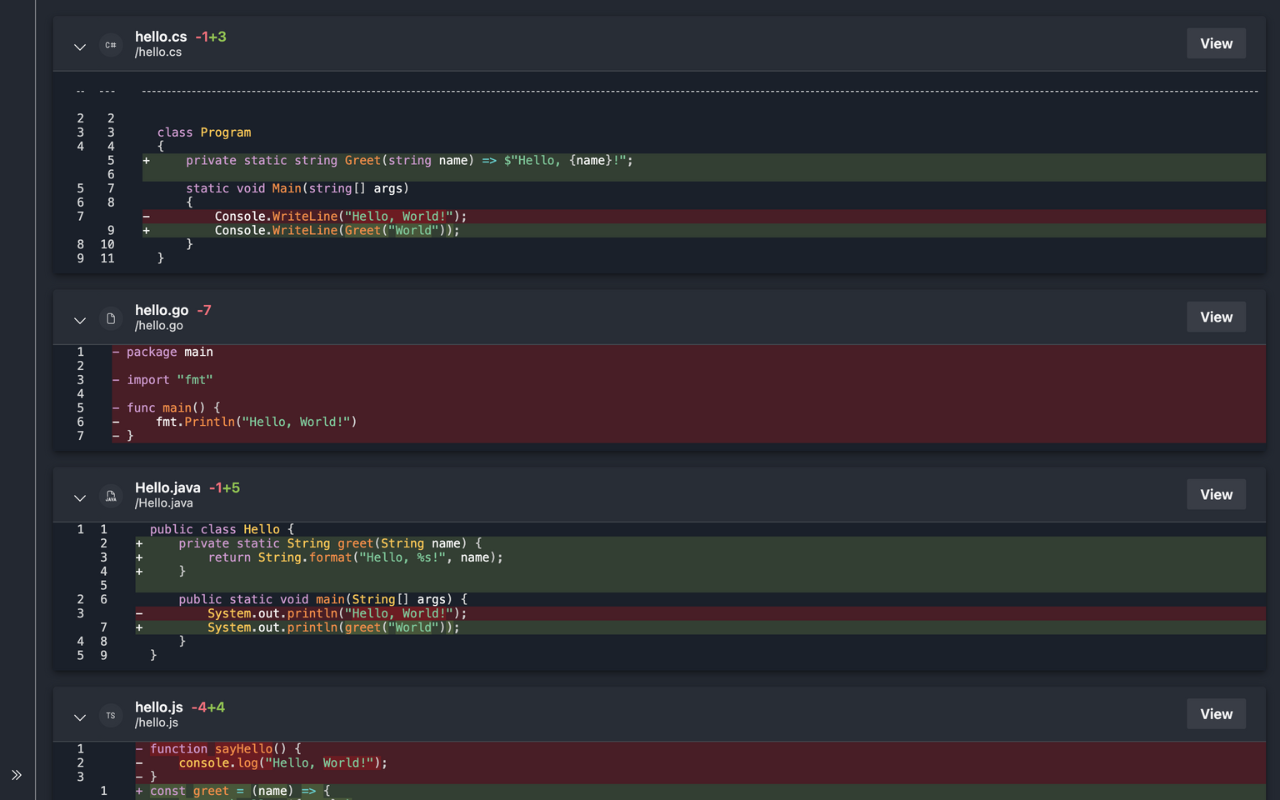 hello.cs -1+3
/hello.cs
C#
View
-- --- ----------------------------------------------------------------
2 2
3 3 class Program
4 4 {
5 + private static string Greet(string name) => $"Hello, {name}!";
6
5 7 static void Main(string[] args)
6 8 {
7 - Console.WriteLine("Hello, World!");
9 + Console.WriteLine(Greet("World"));
8 10 }
9 11 }
hello.go -7
/hello.go
View
1 - package main
2
3 - import "fmt"
4
5 - func main() {
6 - fmt.Println("Hello, World!")
7 - }
Hello.java -1+5
/Hello.java
JAVA
View
1 1 public class Hello {
2 + private static String greet(String name) {
3 + return String.format("Hello, %s!", name);
4 + }
5
2 6 public static void main(String[] args) {
3 - System.out.println("Hello, World!");
7 + System.out.println(greet("World"));
4 8 }
5 9 }
hello.js -4+4
/hello.js
TS
View
1 - function sayHello() {
2 - console.log("Hello, World!");
3 - }
1 + const greet = (name) => {